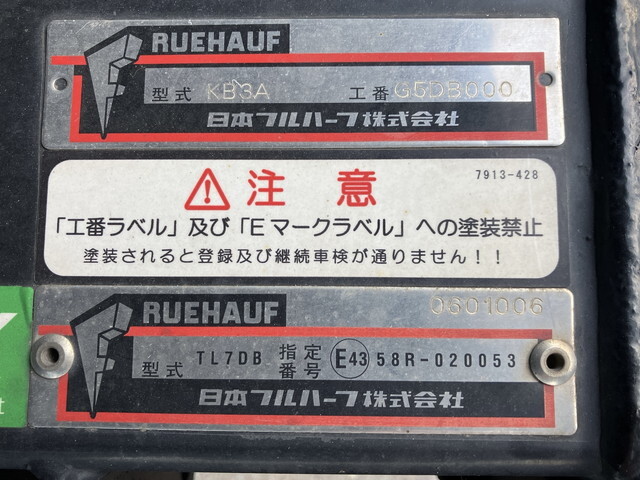 FRUEHAUF
型式 KB3A 工番 G5DB000
日本フルハーフ株式会社
7913-428
注意
「工番ラベル」及び「Eマークラベル」への塗装禁止
塗装されると登録及び継続車検が通りません!!
FRUEHAUF 0601006
型式 TL7DB 指定番号 E43 58R-020053
日本フルハーフ株式会社
社